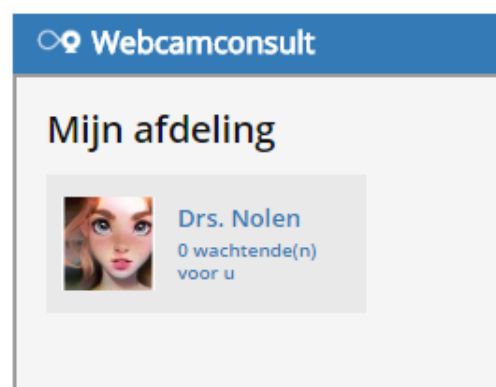 Webcamconsult
Mijn afdeling
Drs. Nolen
0 wachtende(n)
voor u